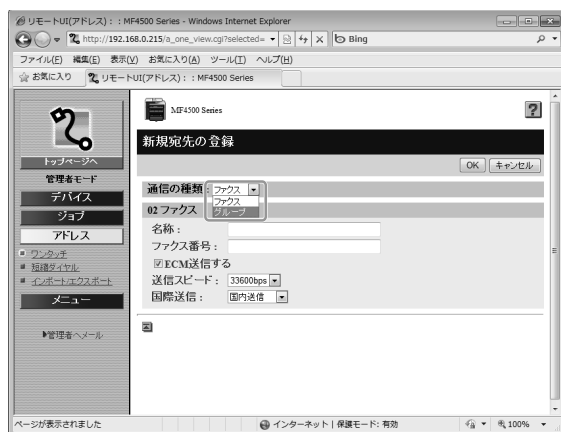 リモートUI(アドレス): : MF4500 Series - Windows Internet Explorer
http://192.168.0.215/a_one_view.cgi?selected=
Bing
ファイル(F) 編集(E) 表示(V) お気に入り(A) ツール(T) ヘルプ(H)
お気に入り リモートUI(アドレス): : MF4500 Series
MF4500 Series
?
新規宛先の登録
OK キャンセル
トップページへ
管理者モード
デバイス
ジョブ
アドレス
ワンタッチ
短縮ダイヤル
インポート/エクスポート
メニュー
管理者へメール
通信の種類: ファクス
ファクス
グループ
02 ファクス
名称:
ファクス番号:
ECM送信する
送信スピード: 33600bps
国際送信: 国内送信
ページが表示されました インターネット | 保護モード: 有効 100%